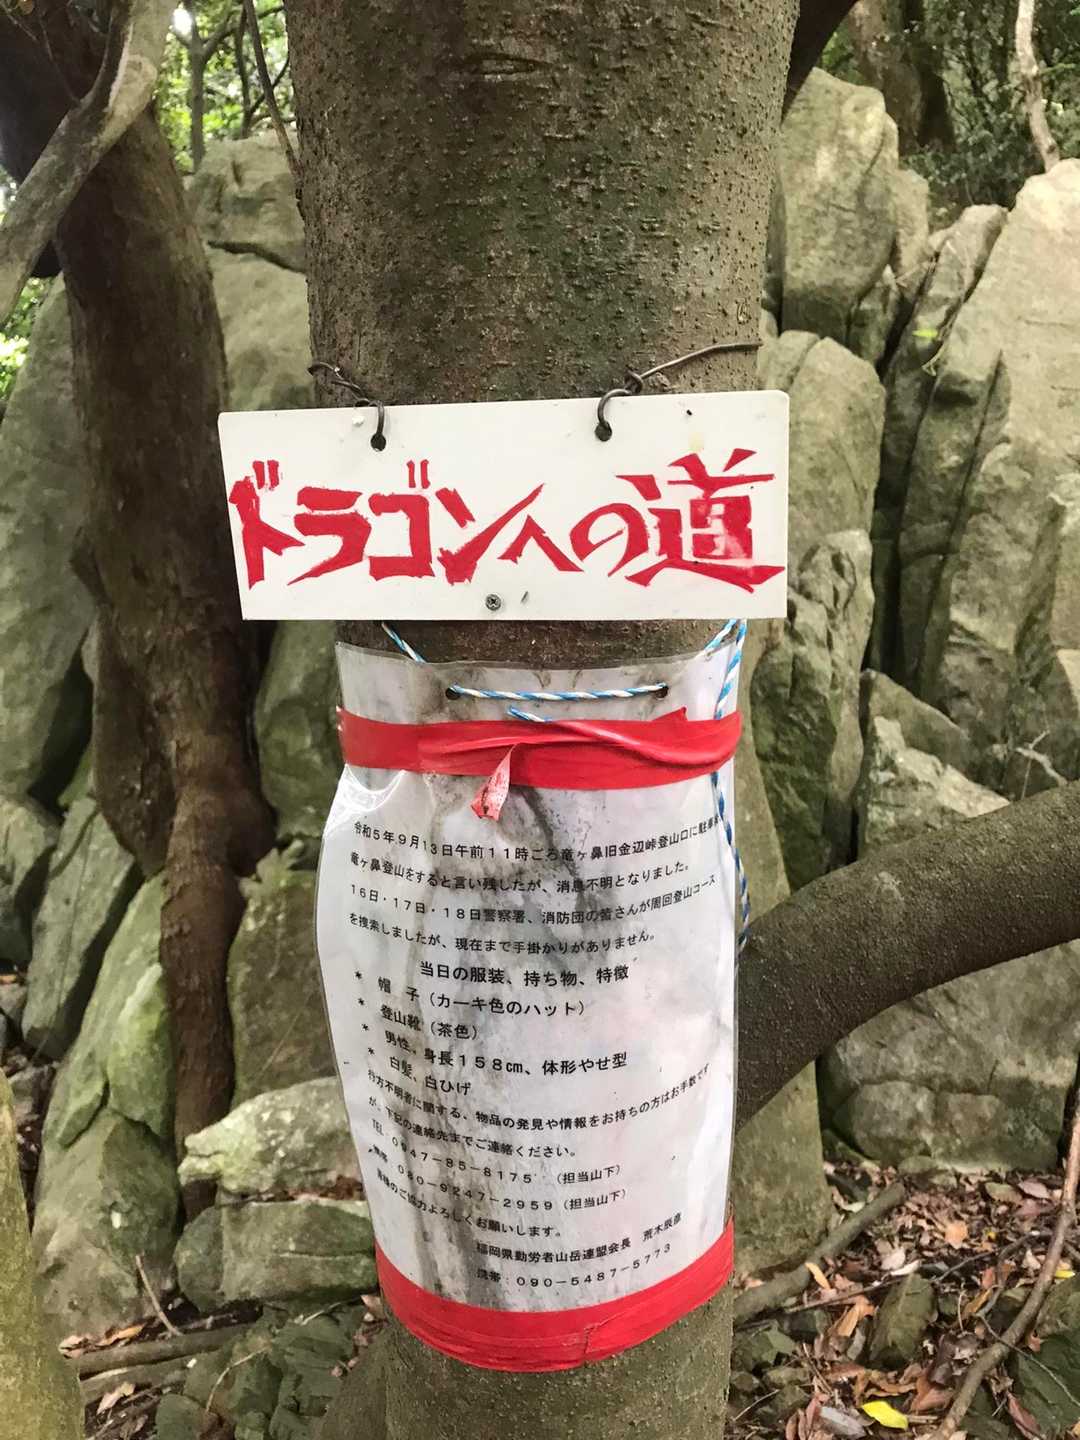 ドラゴンへの道
令和5年9月13日午前11時ごろ竜ヶ鼻旧金辺峠登山口に駐車
竜ヶ鼻登山をすると言い残したが、消息不明となりました。
16日・17日・18日警察署、消防団の皆さんが周回登山コース
を捜索しましたが、現在まで手掛かりがありません。
当日の服装、持ち物、特徴
* 帽 子(カーキ色のハット)
* 登山靴(茶色)
* 男性。身長158㎝、体形やせ型
* 白髪、白ひげ
行方不明者に関する、物品の発見や情報をお持ちの方はお手数です
が、下記の連絡先までご連絡ください。
TEL 0947-85-8175 (担当山下)
携帯 080-9247-2959(担当山下)
皆様のご協力よろしくお願いします。
福岡県勤労者山岳連盟会長 荒木
携帯:090-5487-5773